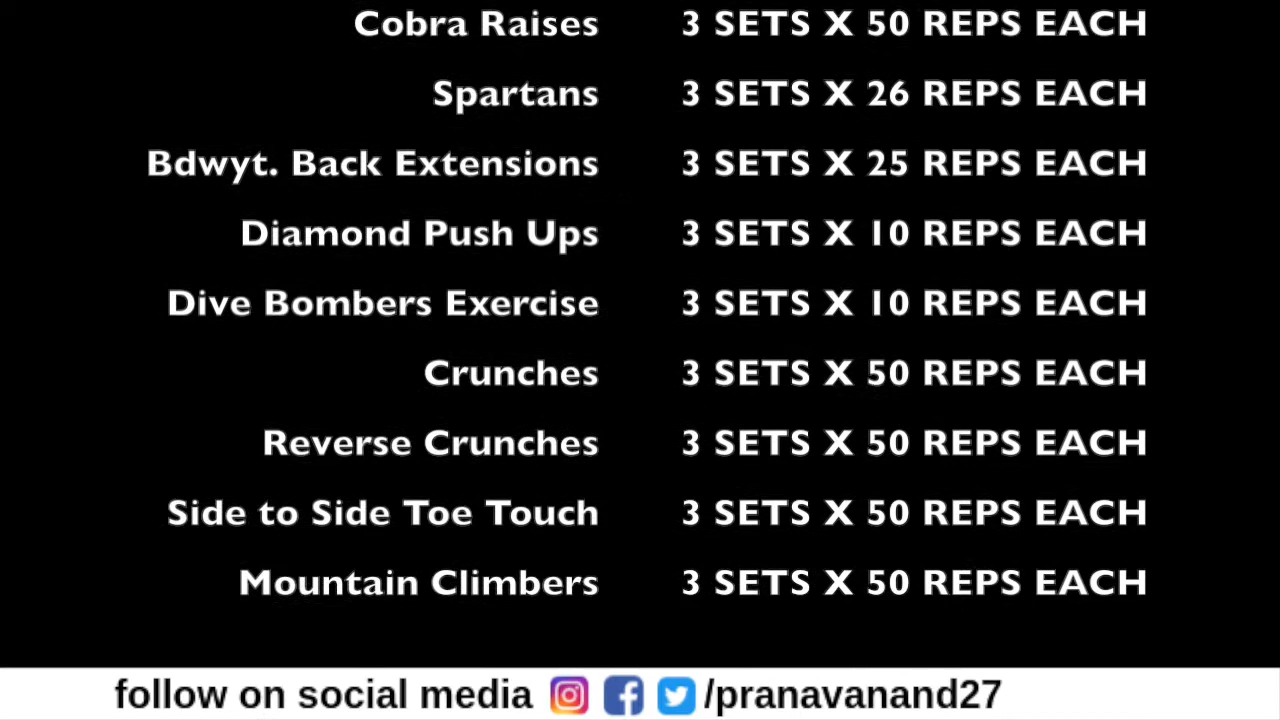 Cobra Raises 3 SETS X 50 REPS EACH
Spartans 3 SETS X 26 REPS EACH
Bdwyt. Back Extensions 3 SETS X 25 REPS EACH
Diamond Push Ups 3 SETS X 10 REPS EACH
Dive Bombers Exercise 3 SETS X 10 REPS EACH
Crunches 3 SETS X 50 REPS EACH
Reverse Crunches 3 SETS X 50 REPS EACH
Side to Side Toe Touch 3 SETS X 50 REPS EACH
Mountain Climbers 3 SETS X 50 REPS EACH
follow on social media /pranavanand27